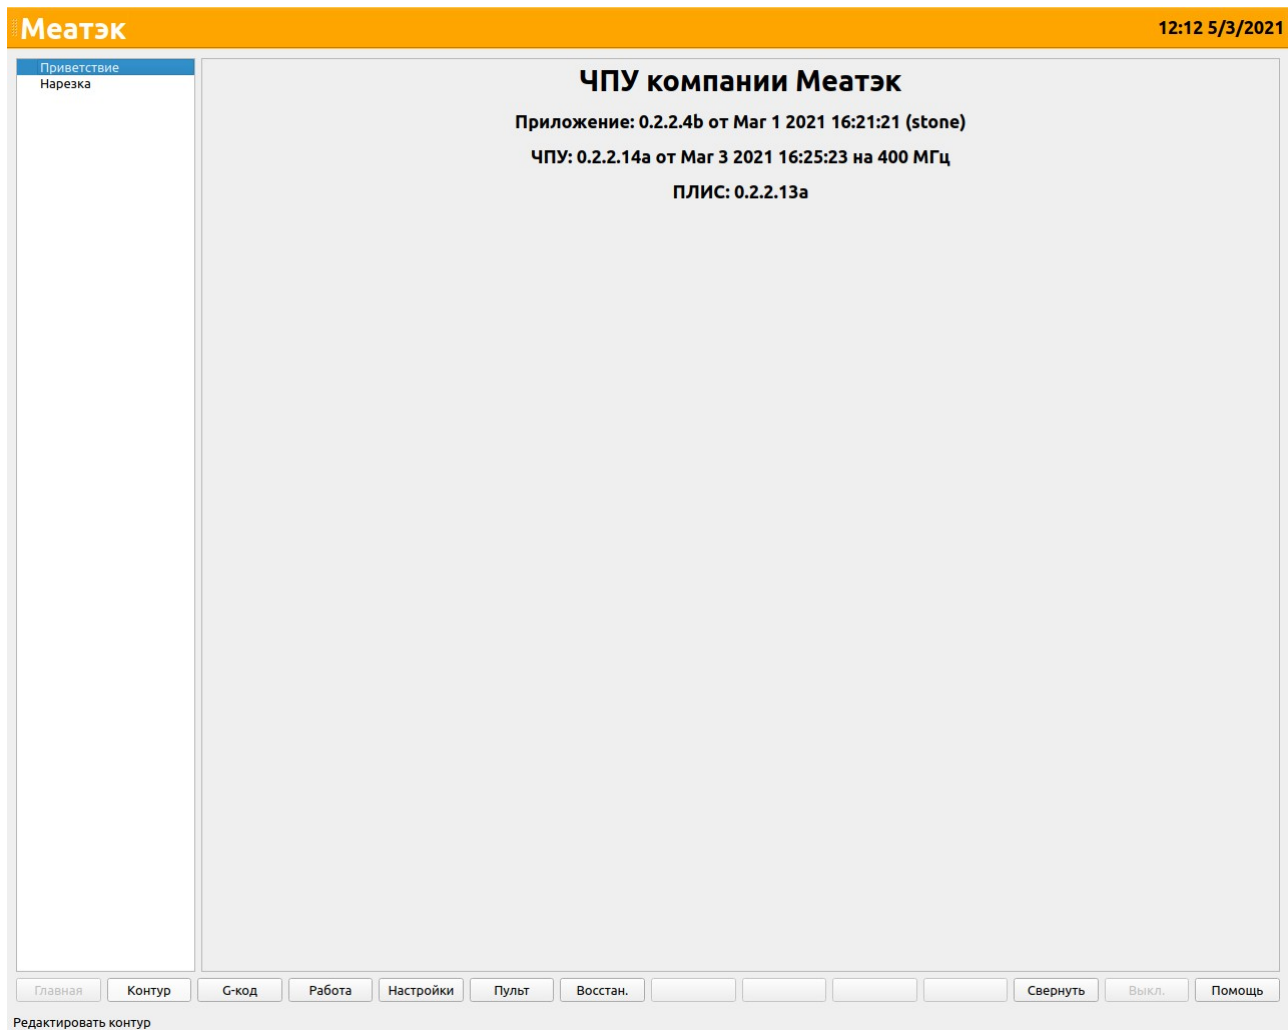 Меатэк
12:12 5/3/2021
Приветствие
Нарезка
ЧПУ компании Меатэк
Приложение: 0.2.2.4b от Mar 1 2021 16:21:21 (stone)
ЧПУ: 0.2.2.14a от Mar 3 2021 16:25:23 на 400 МГц
ПЛИС: 0.2.2.13a
Главная Контур G-код Работа Настройки Пульт Восстан. Свернуть Выкл. Помощь
Редактировать контур